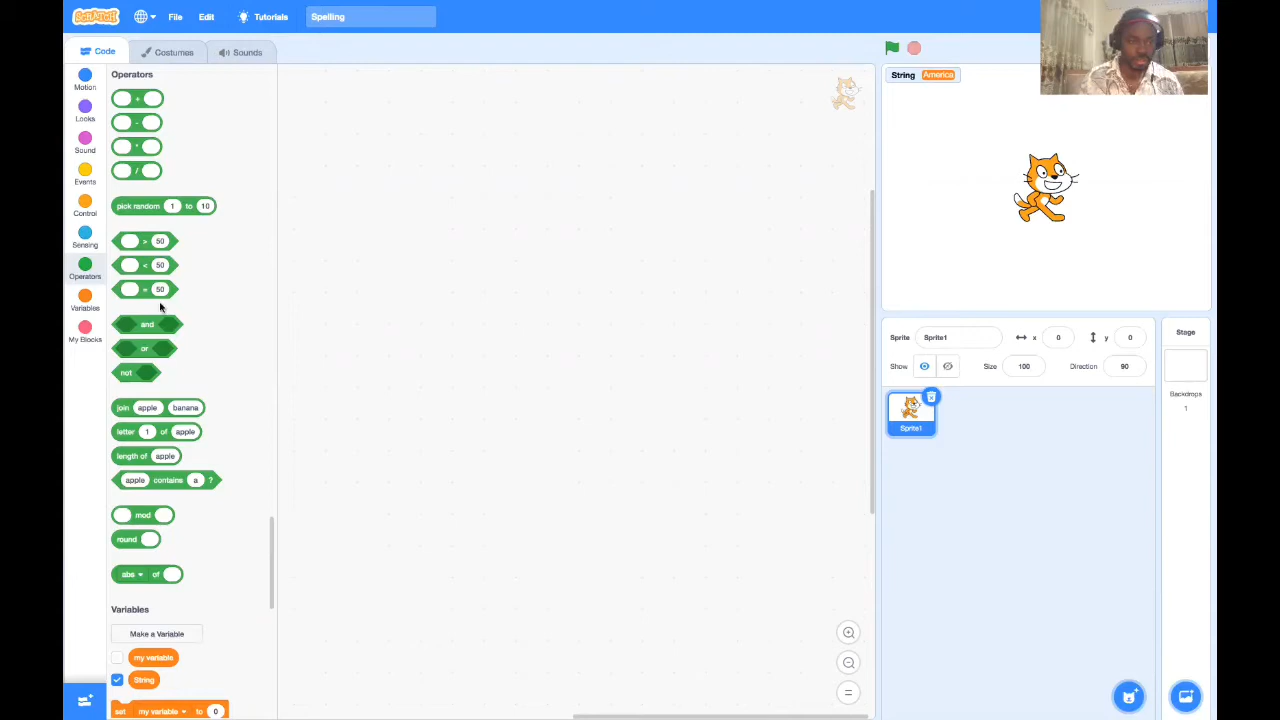 SCRATCH File Edit Tutorials Spelling
Code Costumes Sounds
Motion
Looks
Sound
Events
Control
Sensing
Operators
Variables
My Blocks
Operators
+
-
*
/
pick random 1 to 10
> 50
< 50
= 50
and
or
not
join apple banana
letter 1 of apple
length of apple
apple contains a ?
mod
round
abs of
Variables
Make a Variable
my variable
String
set my variable to 0
String America
Sprite Sprite1 x 0 y 0
Show Size 100 Direction 90
Sprite1
Stage
Backdrops
1